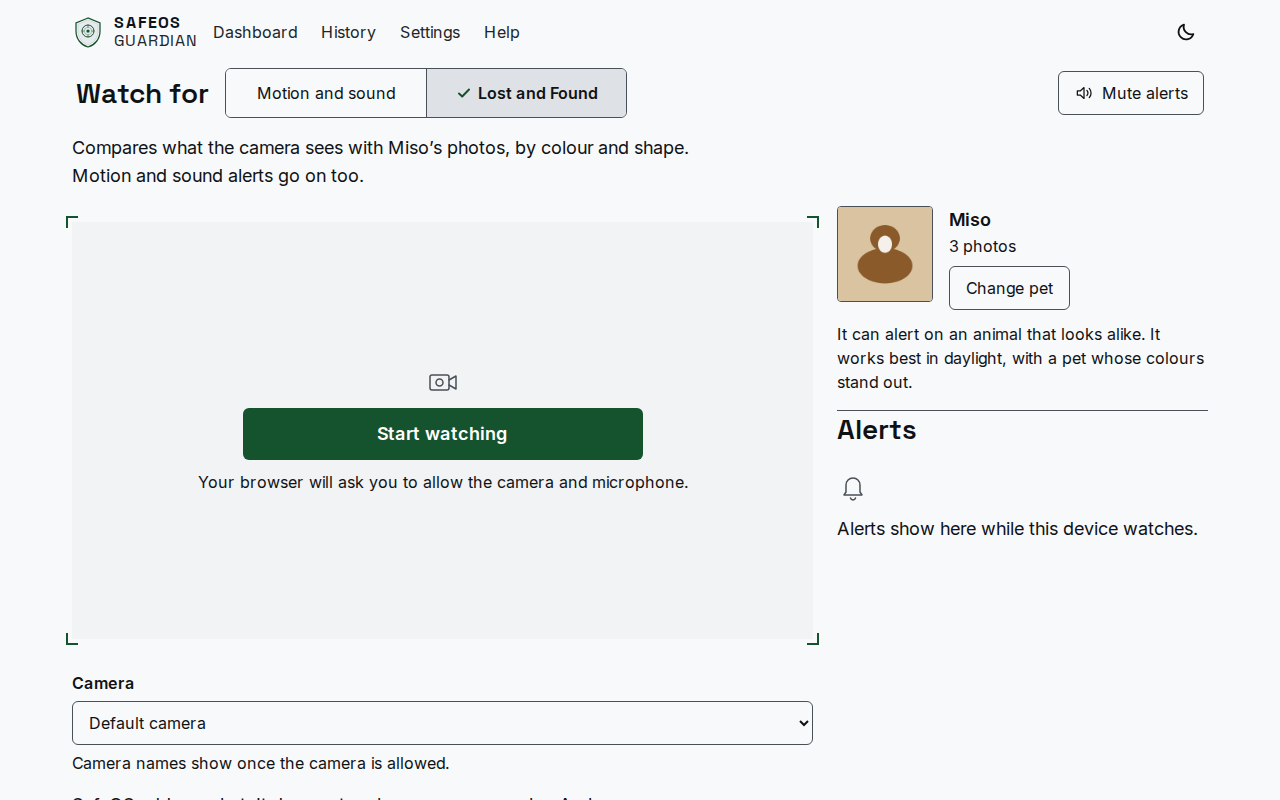 SAFEOS
GUARDIAN
Dashboard
History
Settings
Help
Watch for
Motion and sound
Lost and Found
Mute alerts
Compares what the camera sees with Miso’s photos, by colour and shape.
Motion and sound alerts go on too.
Start watching
Your browser will ask you to allow the camera and microphone.
Miso
3 photos
Change pet
It can alert on an animal that looks alike. It
works best in daylight, with a pet whose colours
stand out.
Alerts
Alerts show here while this device watches.
Camera
Default camera
Camera names show once the camera is allowed.